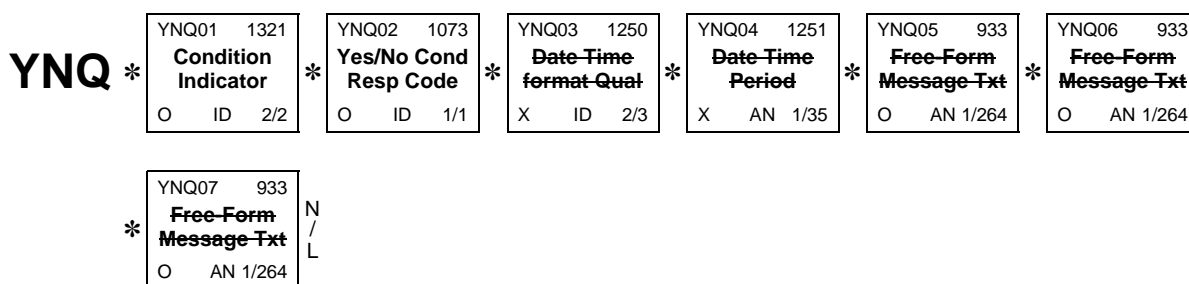 YNQ01 1321 YNQ02 1073 YNQ03 1250 YNQ04 1251 YNQ05 933 YNQ06 933
YNQ * Condition * Yes/No Cond * Date Time * Date Time * Free-Form * Free-Form
Indicator Resp Code format Qual Period Message Txt Message Txt
O ID 2/2 O ID 1/1 X ID 2/3 X AN 1/35 O AN 1/264 O AN 1/264
YNQ07 933
* Free-Form N
Message Txt /
O AN 1/264 L